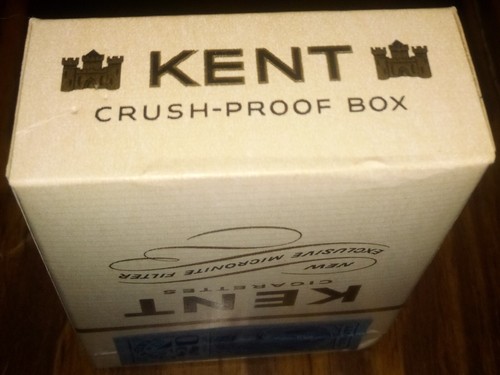 KENT
CRUSH-PROOF BOX
KENT
CIGARETTES
NEW
EXCLUSIVE MICRONITE FILTER